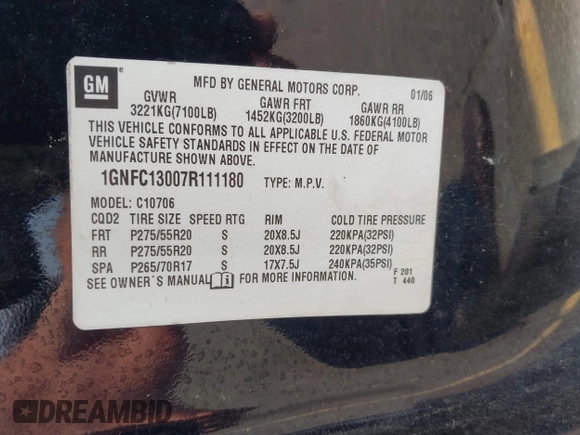 GM ®
MFD BY GENERAL MOTORS CORP. 01/06
GVWR GAWR FRT GAWR RR
3221KG(7100LB) 1452KG(3200LB) 1860KG(4100LB)
THIS VEHICLE CONFORMS TO ALL APPLICABLE U.S. FEDERAL MOTOR
VEHICLE SAFETY STANDARDS IN EFFECT ON THE DATE OF
MANUFACTURE SHOWN ABOVE.
1GNFC13007R111180 TYPE: M.P.V.
MODEL: C10706
CQD2 TIRE SIZE SPEED RTG RIM COLD TIRE PRESSURE
FRT P275/55R20 S 20X8.5J 220KPA(32PSI)
RR P275/55R20 S 20X8.5J 220KPA(32PSI)
SPA P265/70R17 S 17X7.5J 240KPA(35PSI)
SEE OWNER´S MANUAL i FOR MORE INFORMATION.
F 201
T 440
DREAMBID